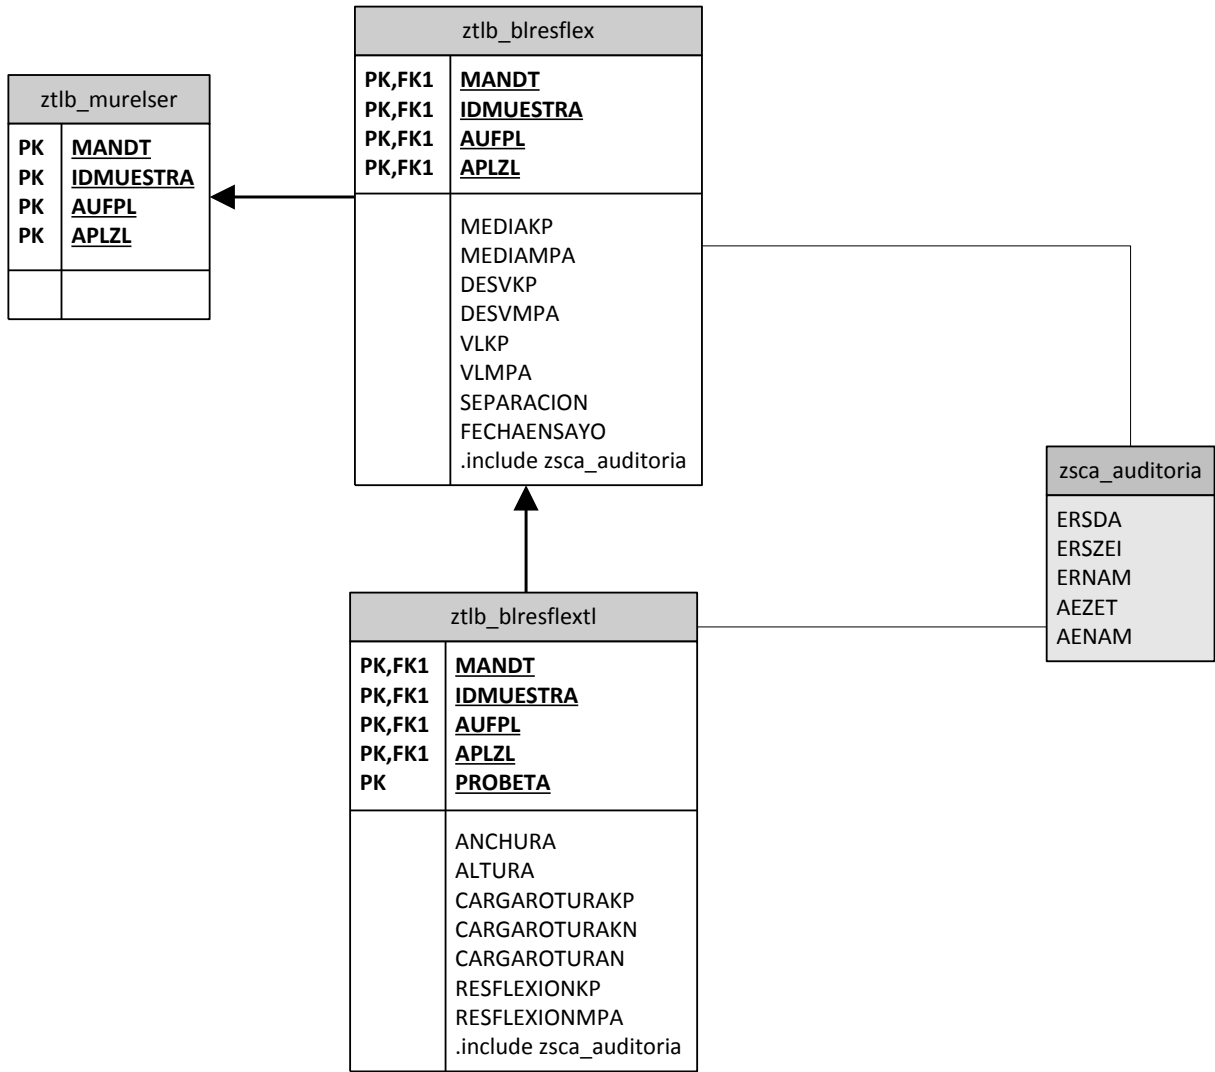 ztlb_blresflex
PK,FK1 MANDT
PK,FK1 IDMUESTRA
PK,FK1 AUFPL
PK,FK1 APLZL
MEDIAKP
MEDIAMPA
DESVKP
DESVMPA
VLKP
VLMPA
SEPARACION
FECHAENSAYO
.include zsca_auditoria
ztlb_murelser
PK MANDT
PK IDMUESTRA
PK AUFPL
PK APLZL
zsca_auditoria
ERSDA
ERSZEI
ERNAM
AEZET
AENAM
ztlb_blresflextl
PK,FK1 MANDT
PK,FK1 IDMUESTRA
PK,FK1 AUFPL
PK,FK1 APLZL
PK PROBETA
ANCHURA
ALTURA
CARGAROTURAKP
CARGAROTURAKN
CARGAROTURAN
RESFLEXIONKP
RESFLEXIONMPA
.include zsca_auditoria